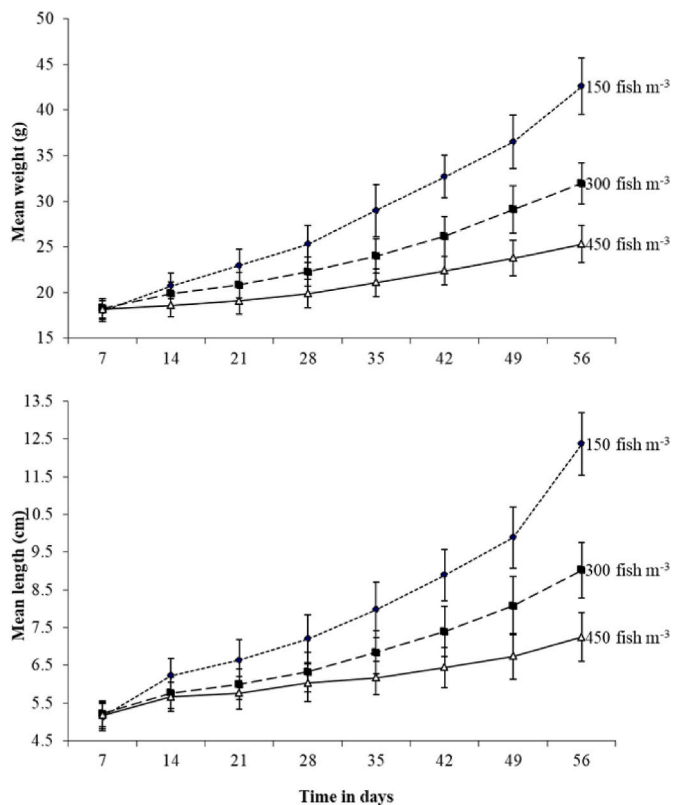 50
45
40
35
30
25
20
15
Mean weight (g)
150 fish m-3
300 fish m-3
450 fish m-3
7 14 21 28 35 42 49 56
13.5
12.5
11.5
10.5
9.5
8.5
7.5
6.5
5.5
4.5
Mean length (cm)
150 fish m-3
300 fish m-3
450 fish m-3
7 14 21 28 35 42 49 56
Time in days